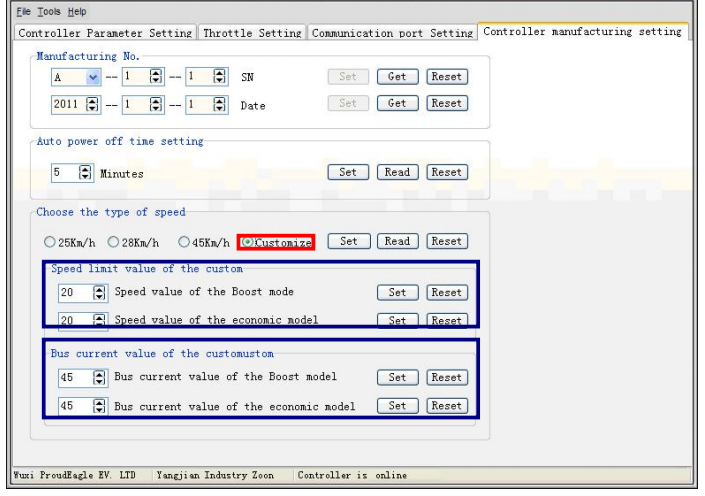 File Tools Help
Controller Parameter Setting Throttle Setting Communication port Setting Controller manufacturing setting
Manufacturing No.
A -- 1 -- 1 SN Set Get Reset
2011 -- 1 -- 1 Date Set Get Reset
Auto power off time setting
5 Minutes Set Read Reset
Choose the type of speed
25Km/h 28Km/h 45Km/h Customize Set Read Reset
Speed limit value of the custom
20 Speed value of the Boost mode Set Reset
20 Speed value of the economic model Set Reset
Bus current value of the customustom
45 Bus current value of the Boost model Set Reset
45 Bus current value of the economic model Set Reset
Wuxi ProudEagle EV. LTD Yangjian Industry Zoon Controller is online